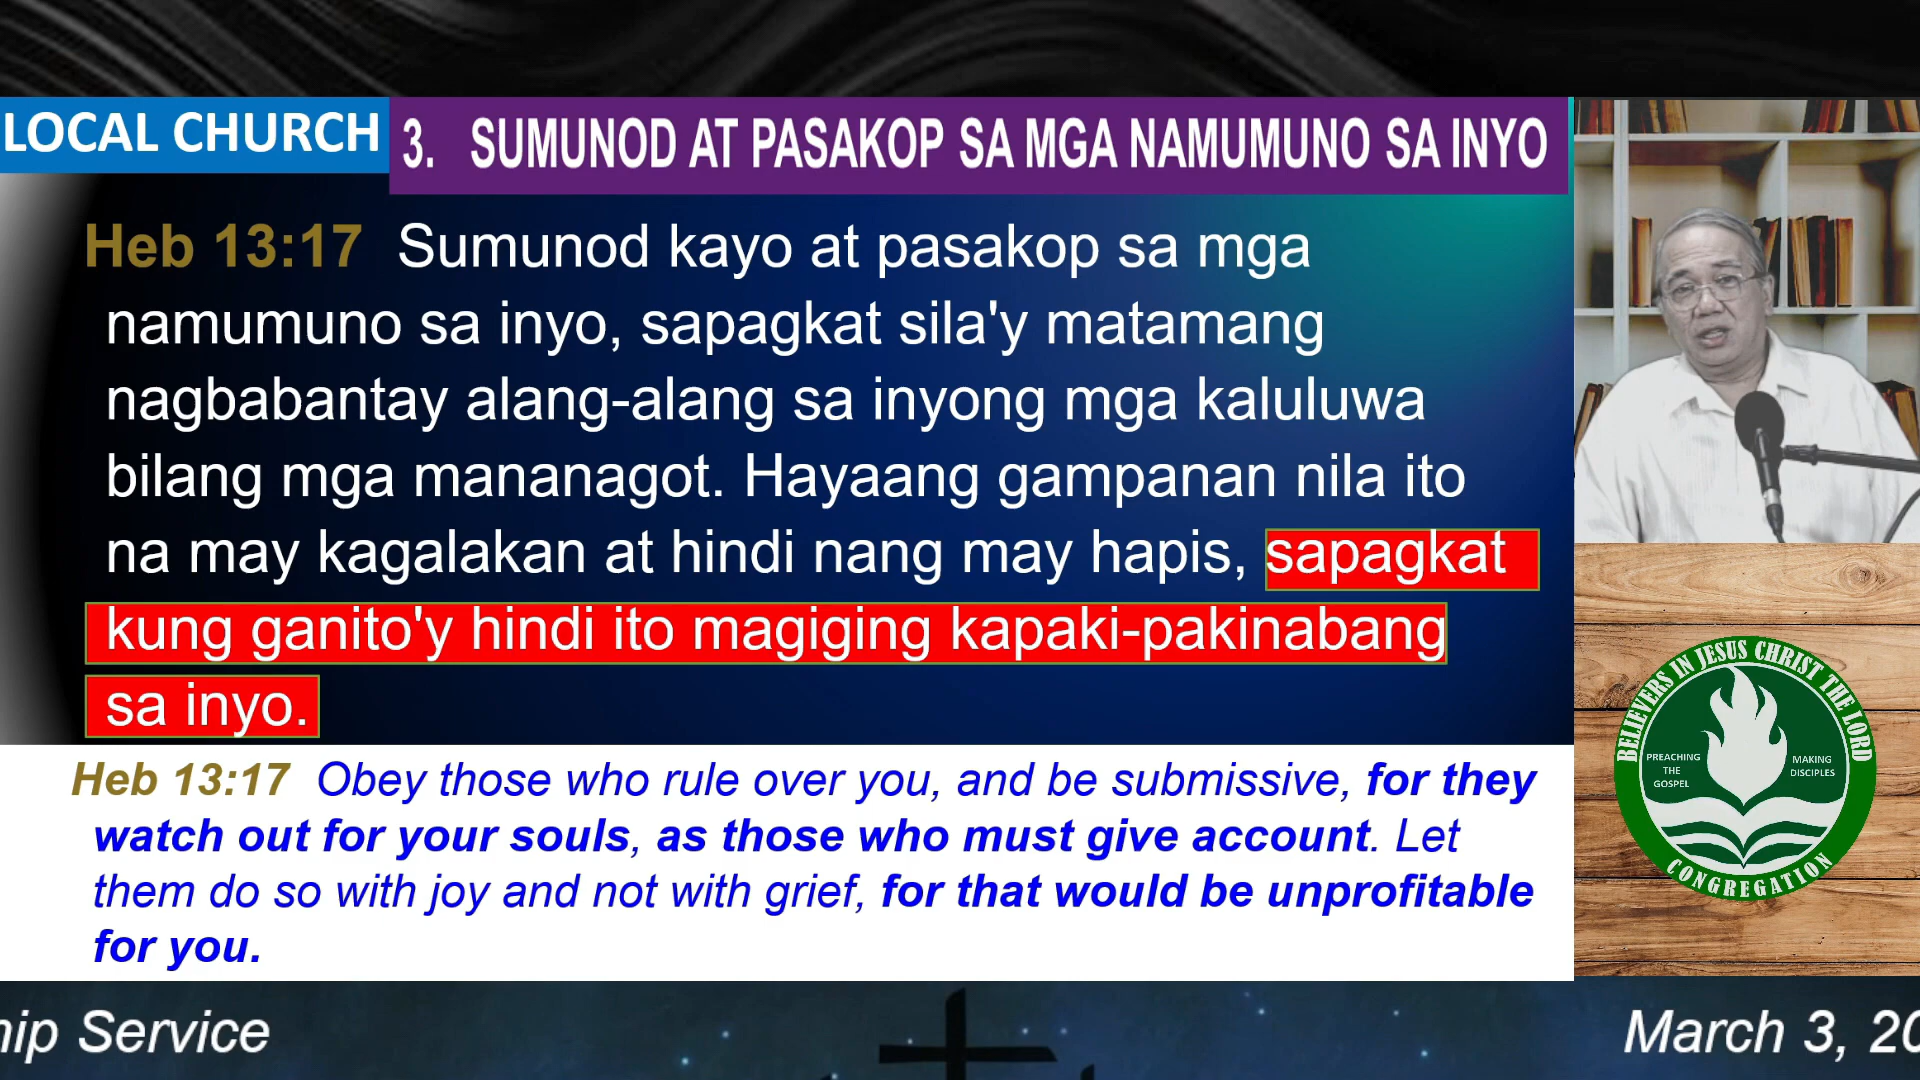 LOCAL CHURCH
3. SUMUNOD AT PASAKOP SA MGA NAMUMUNO SA INYO
Heb 13:17 Sumunod kayo at pasakop sa mga
namumuno sa inyo, sapagkat sila'y matamang
nagbabantay alang-alang sa inyong mga kaluluwa
bilang mga mananagot. Hayaang gampanan nila ito
na may kagalakan at hindi nang may hapis, sapagkat
kung ganito'y hindi ito magiging kapaki-pakinabang
sa inyo.
Heb 13:17 Obey those who rule over you, and be submissive, for they
watch out for your souls, as those who must give account. Let
them do so with joy and not with grief, for that would be unprofitable
for you.
BELIEVERS IN JESUS CHRIST THE LORD
PREACHING
THE
GOSPEL
MAKING
DISCIPLES
CONGREGATION
hip Service
March 3, 20